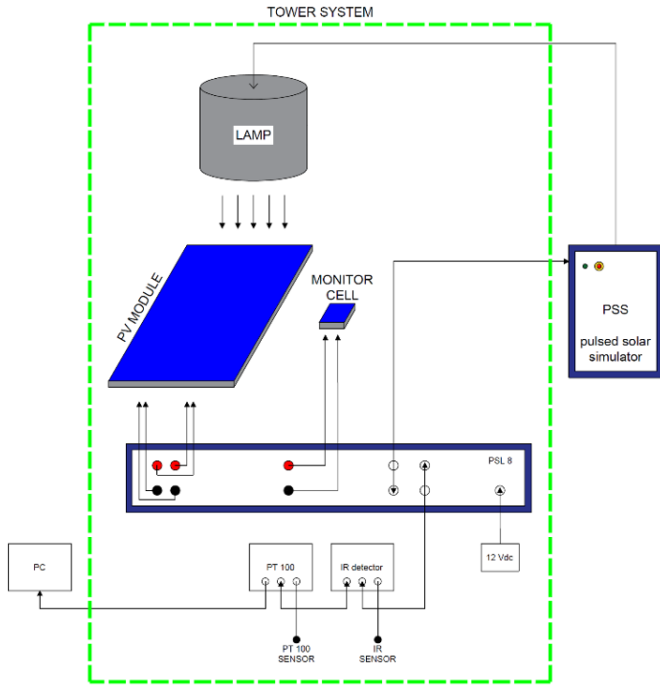 TOWER SYSTEM
LAMP
PV MODULE
MONITOR
CELL
PSS
pulsed solar
simulator
PSL 8
PC
PT 100
IR detector
12 Vdc
PT 100
SENSOR
IR
SENSOR